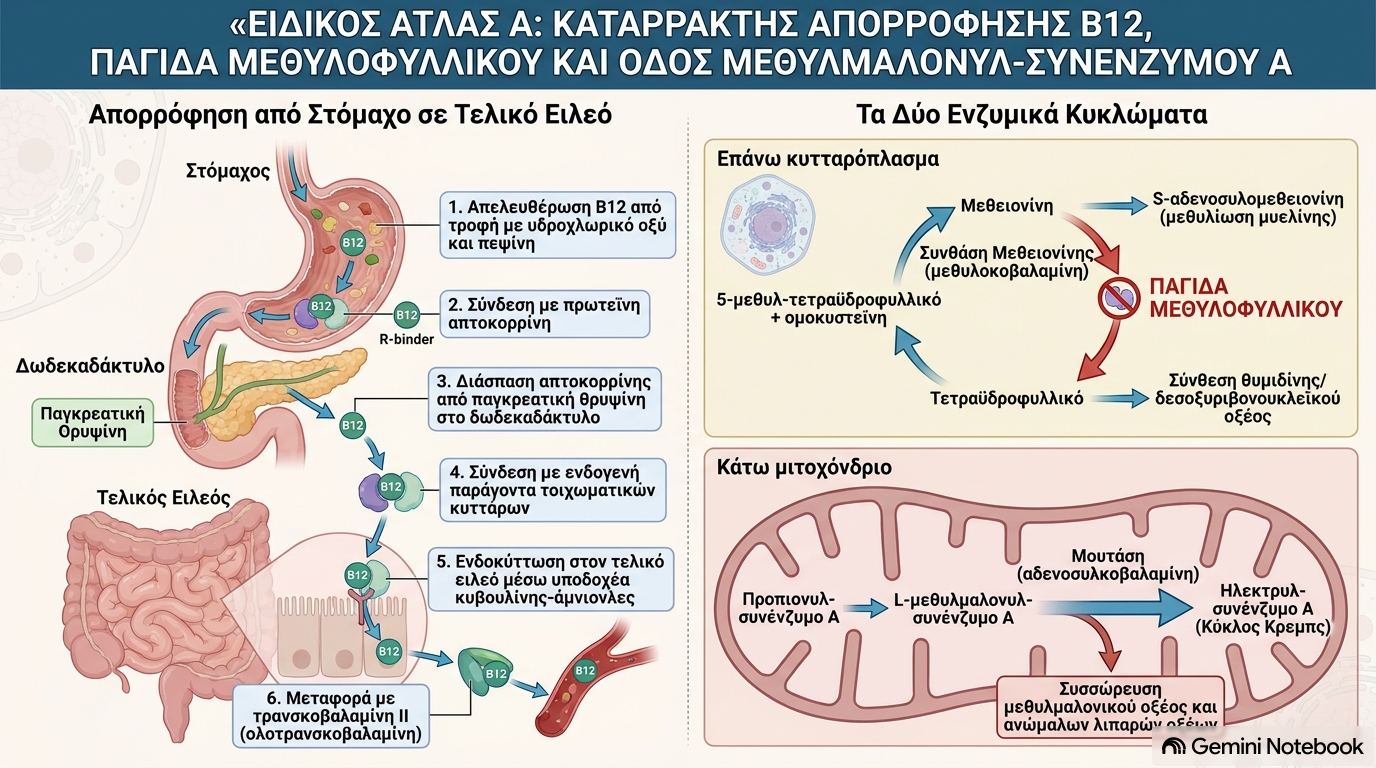 «ΕΙΔΙΚΟΣ ΑΤΛΑΣ Α: ΚΑΤΑΡΡΑΚΤΗΣ ΑΠΟΡΡΟΦΗΣΗΣ Β12,
ΠΑΓΙΔΑ ΜΕΘΥΛΟΦΥΛΛΙΚΟΥ ΚΑΙ ΟΔΟΣ ΜΕΘΥΛΜΑΛΟΝΥΛ-ΣΥΝΕΝΖΥΜΟΥ Α
Απορρόφηση από Στόμαχο σε Τελικό Ειλεό
Στόμαχος
B12
1. Απελευθέρωση Β12 από
τροφή με υδροχλωρικό οξύ
και πεψίνη
B12
B12
R-binder
2. Σύνδεση με πρωτεΐνη
απτοκορρίνη
Δωδεκαδάκτυλο
Παγκρεατική
Θρυψίνη
B12
3. Διάσπαση απτοκορρίνης
από παγκρεατική θρυψίνη
στο δωδεκαδάκτυλο
B12
4. Σύνδεση με ενδογενή
παράγοντα τοιχωματικών
κυττάρων
Τελικός Ειλεός
B12
5. Ενδοκύττωση στον τελικό
ειλεό μέσω υποδοχέα
κυβουλίνης-άμνιονλες
B12
B12
B12
6. Μεταφορά με
τρανσκοβαλαμίνη II
(ολοτρανσκοβαλαμίνη)
Τα Δύο Ενζυμικά Κυκλώματα
Επάνω κυτταρόπλασμα
Μεθειονίνη
S-αδενοσυλομεθειονίνη
(μεθυλίωση μυελίνης)
Συνθάση Μεθειονίνης
(μεθυλοκοβαλαμίνη)
5-μεθυλ-τετραϋδροφυλλικό
+ ομοκυστεΐνη
ΠΑΓΙΔΑ
ΜΕΘΥΛΟΦΥΛΛΙΚΟΥ
Τετραϋδροφυλλικό
Σύνθεση θυμιδίνης/
δεσοξυριβονουκλεϊκού
οξέος
Κάτω μιτοχόνδριο
Προπιονυλ-
συνένζυμο Α
L-μεθυλμαλονυλ-
συνένζυμο Α
Μουτάση
(αδενοσυλκοβαλαμίνη)
Ηλεκτρυλ-
συνένζυμο Α
(Κύκλος Κρεμπς)
Συσσώρευση
μεθυλμαλονικού οξέος και
ανώμαλων λιπαρών οξέων
Gemini Notebook